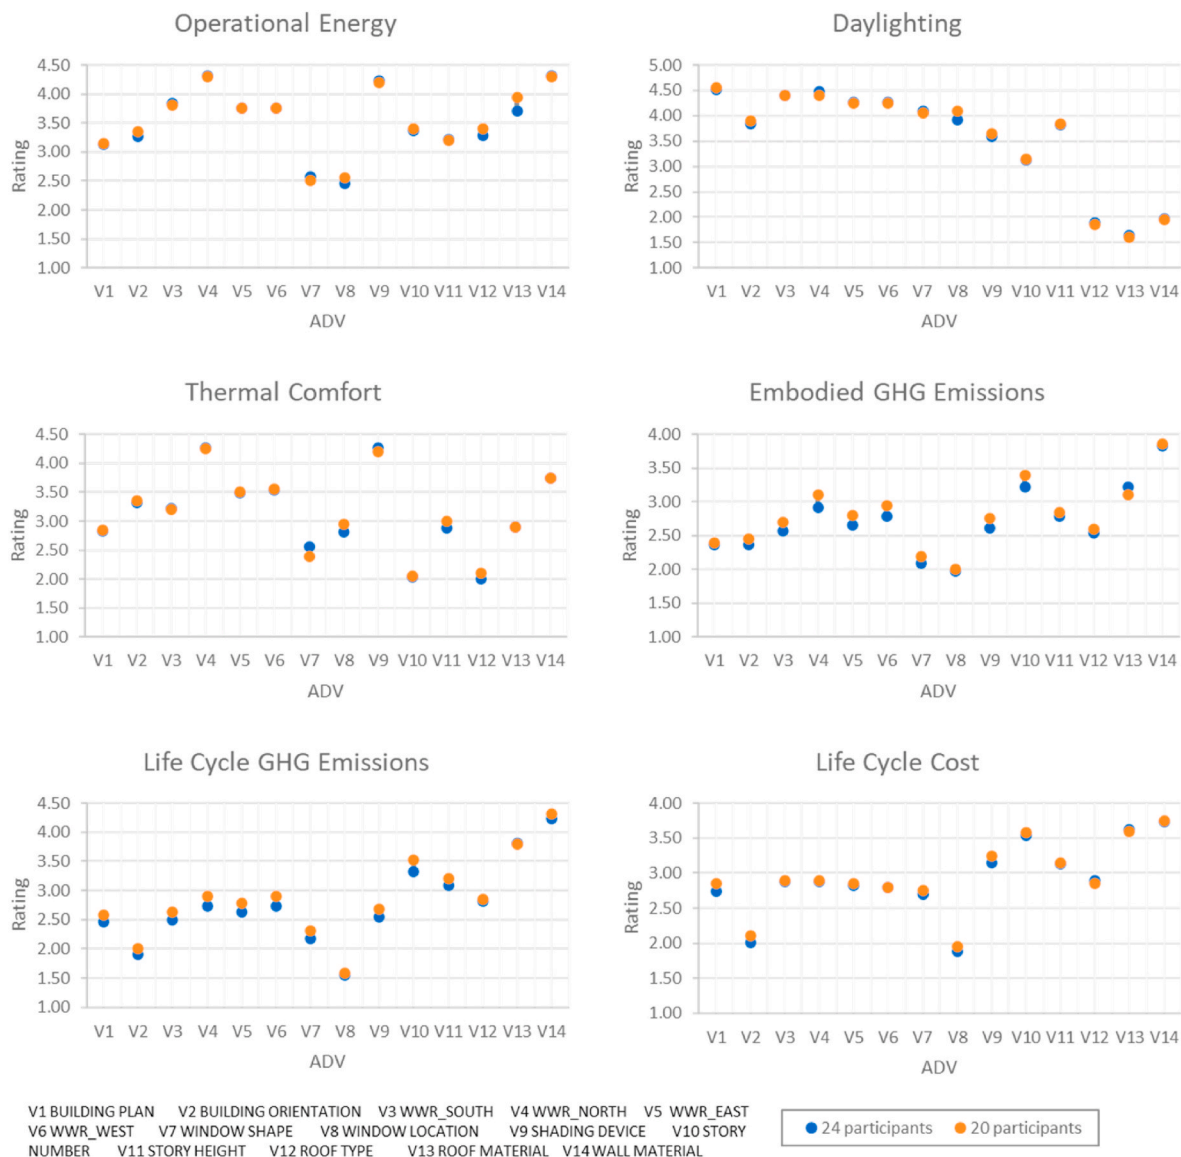 Operational Energy
4.50
4.00
3.50
3.00
2.50
2.00
1.50
1.00
Rating
V1 V2 V3 V4 V5 V6 V7 V8 V9 V10 V11 V12 V13 V14
ADV
Daylighting
5.00
4.50
4.00
3.50
3.00
2.50
2.00
1.50
1.00
Rating
V1 V2 V3 V4 V5 V6 V7 V8 V9 V10 V11 V12 V13 V14
ADV
Thermal Comfort
4.50
4.00
3.50
3.00
2.50
2.00
1.50
1.00
Rating
V1 V2 V3 V4 V5 V6 V7 V8 V9 V10 V11 V12 V13 V14
ADV
Embodied GHG Emissions
4.00
3.50
3.00
2.50
2.00
1.50
1.00
Rating
V1 V2 V3 V4 V5 V6 V7 V8 V9 V10 V11 V12 V13 V14
ADV
Life Cycle GHG Emissions
4.50
4.00
3.50
3.00
2.50
2.00
1.50
1.00
Rating
V1 V2 V3 V4 V5 V6 V7 V8 V9 V10 V11 V12 V13 V14
ADV
Life Cycle Cost
4.00
3.50
3.00
2.50
2.00
1.50
1.00
Rating
V1 V2 V3 V4 V5 V6 V7 V8 V9 V10 V11 V12 V13 V14
ADV
V1 BUILDING PLAN V2 BUILDING ORIENTATION V3 WWR_SOUTH V4 WWR_NORTH V5 WWR_EAST
V6 WWR_WEST V7 WINDOW SHAPE V8 WINDOW LOCATION V9 SHADING DEVICE V10 STORY
NUMBER V11 STORY HEIGHT V12 ROOF TYPE V13 ROOF MATERIAL V14 WALL MATERIAL
24 participants 20 participants